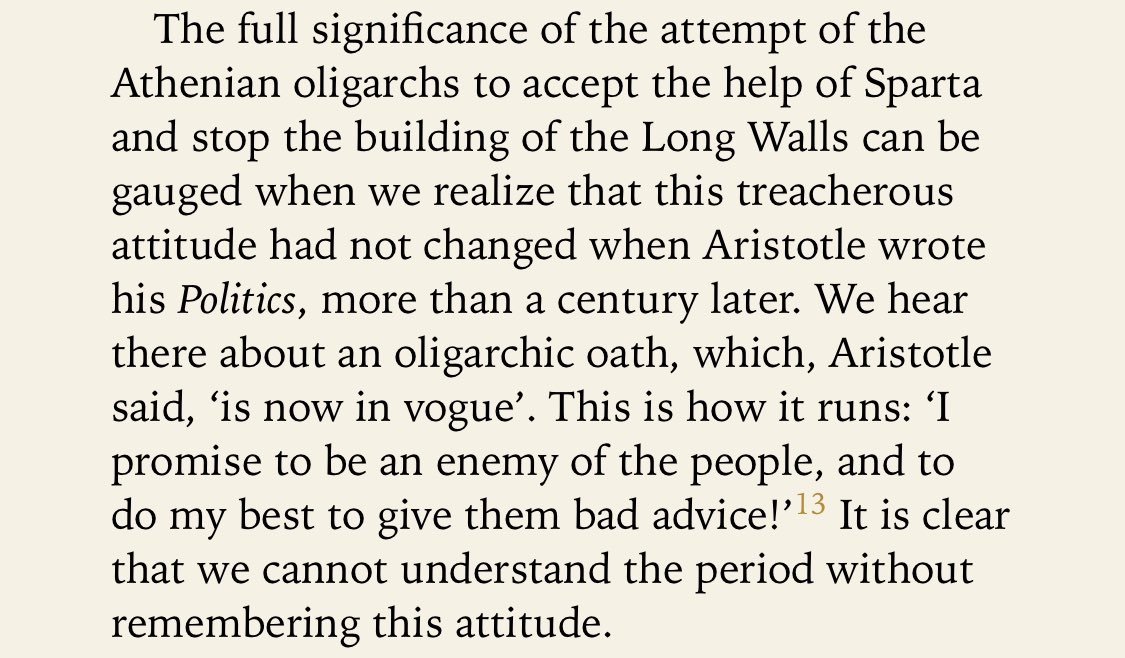 The full significance of the attempt of the
Athenian oligarchs to accept the help of Sparta
and stop the building of the Long Walls can be
gauged when we realize that this treacherous
attitude had not changed when Aristotle wrote
his Politics, more than a century later. We hear
there about an oligarchic oath, which, Aristotle
said, ‘is now in vogue’. This is how it runs: ‘I
promise to be an enemy of the people, and to
do my best to give them bad advice!’13 It is clear
that we cannot understand the period without
remembering this attitude.